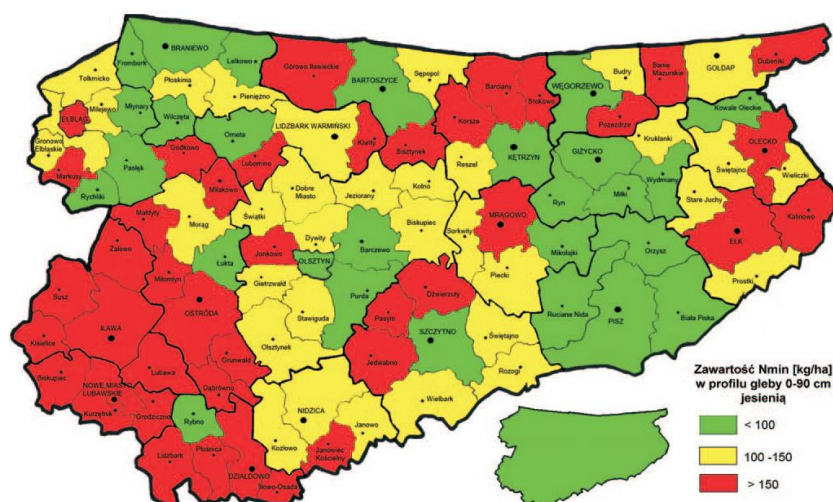 BRANIEWO
Frombork
Lelkowo
Górowo Iławeckie
BARTOSZYCE
Sępopol
Tolkmicko
Płoskinia
Pieniężno
Młynary
Milejewo
ELBLĄG
Wilczęta
Orneta
LIDZBARK WARMIŃSKI
Kiwity
Bisztynek
Korsze
Barciany
Srokowo
WĘGORZEWO
Budry
Banie Mazurskie
GOŁDAP
Dubeniki
Pozezdrze
Kruklanki
Kowale Oleckie
OLECKO
Świętajno
Wieliczki
Gronowo Elbląskie
Markusy
Pasłęk
Rychliki
Godkowo
Lubomino
Miłakowo
Dobre Miasto
Jeziorany
Kolno
Reszel
KĘTRZYN
GIŻYCKO
Ryn
Miłki
Wydminy
Stare Juchy
EŁK
Kalinowo
Prostki
Małdyty
Morąg
Świątki
Dywity
Barczewo
Biskupiec
Sorkwity
MRĄGOWO
Mikołajki
Orzysz
Zalewo
Miłomłyn
Łukta
Jonkowo
OLSZTYN
Gietrzwałd
Purda
Stawiguda
Piecki
Ruciane Nida
PISZ
Biała Piska
Susz
IŁAWA
OSTRÓDA
Kisielice
Olsztynek
Pasym
Dźwierzuty
SZCZYTNO
Jedwabno
Świętajno
Rozogi
Wielbark
Biskupiec
NOWE MIASTO LUBAWSKIE
Lubawa
Grunwald
Dąbrówno
Kurzętnik
Grodziczno
Rybno
NIDZICA
Kozłowo
Janowo
Janowiec Kościelny
Lidzbark
Płośnica
DZIAŁDOWO
Iłowo-Osada
Zawartość Nmin [kg/ha]
w profilu gleby 0-90 cm
jesienią
< 100
100 -150
> 150